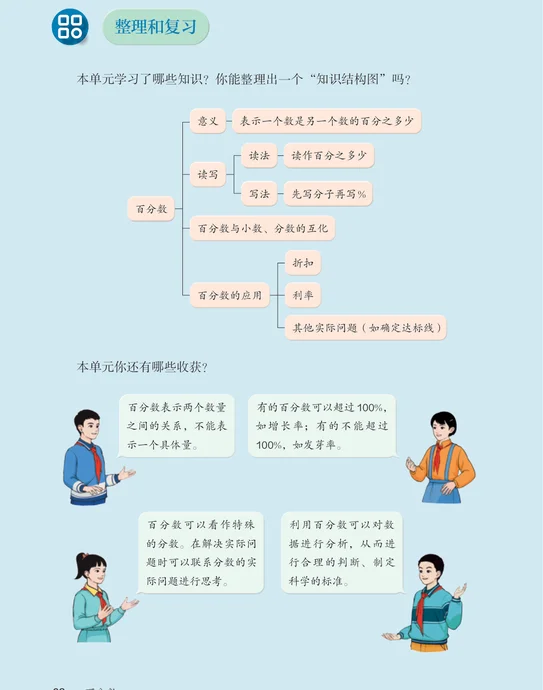 整理和复习
本单元学习了哪些知识？你能整理出一个“知识结构图”吗？
意义
表示一个数是另一个数的百分之多少
读写
读法
读作百分之多少
写法
先写分子再写%
百分数
百分数与小数、分数的互化
百分数的应用
折扣
利率
其他实际问题（如确定达标线）
本单元你还有哪些收获？
百分数表示两个数量
之间的关系，不能表
示一个具体量。
有的百分数可以超过100%，
如增长率；有的不能超过
100%，如发芽率。
百分数可以看作特殊
的分数。在解决实际问
题时可以联系分数的实
际问题进行思考。
利用百分数可以对数
据进行分析，从而进
行合理的判断、制定
科学的标准。